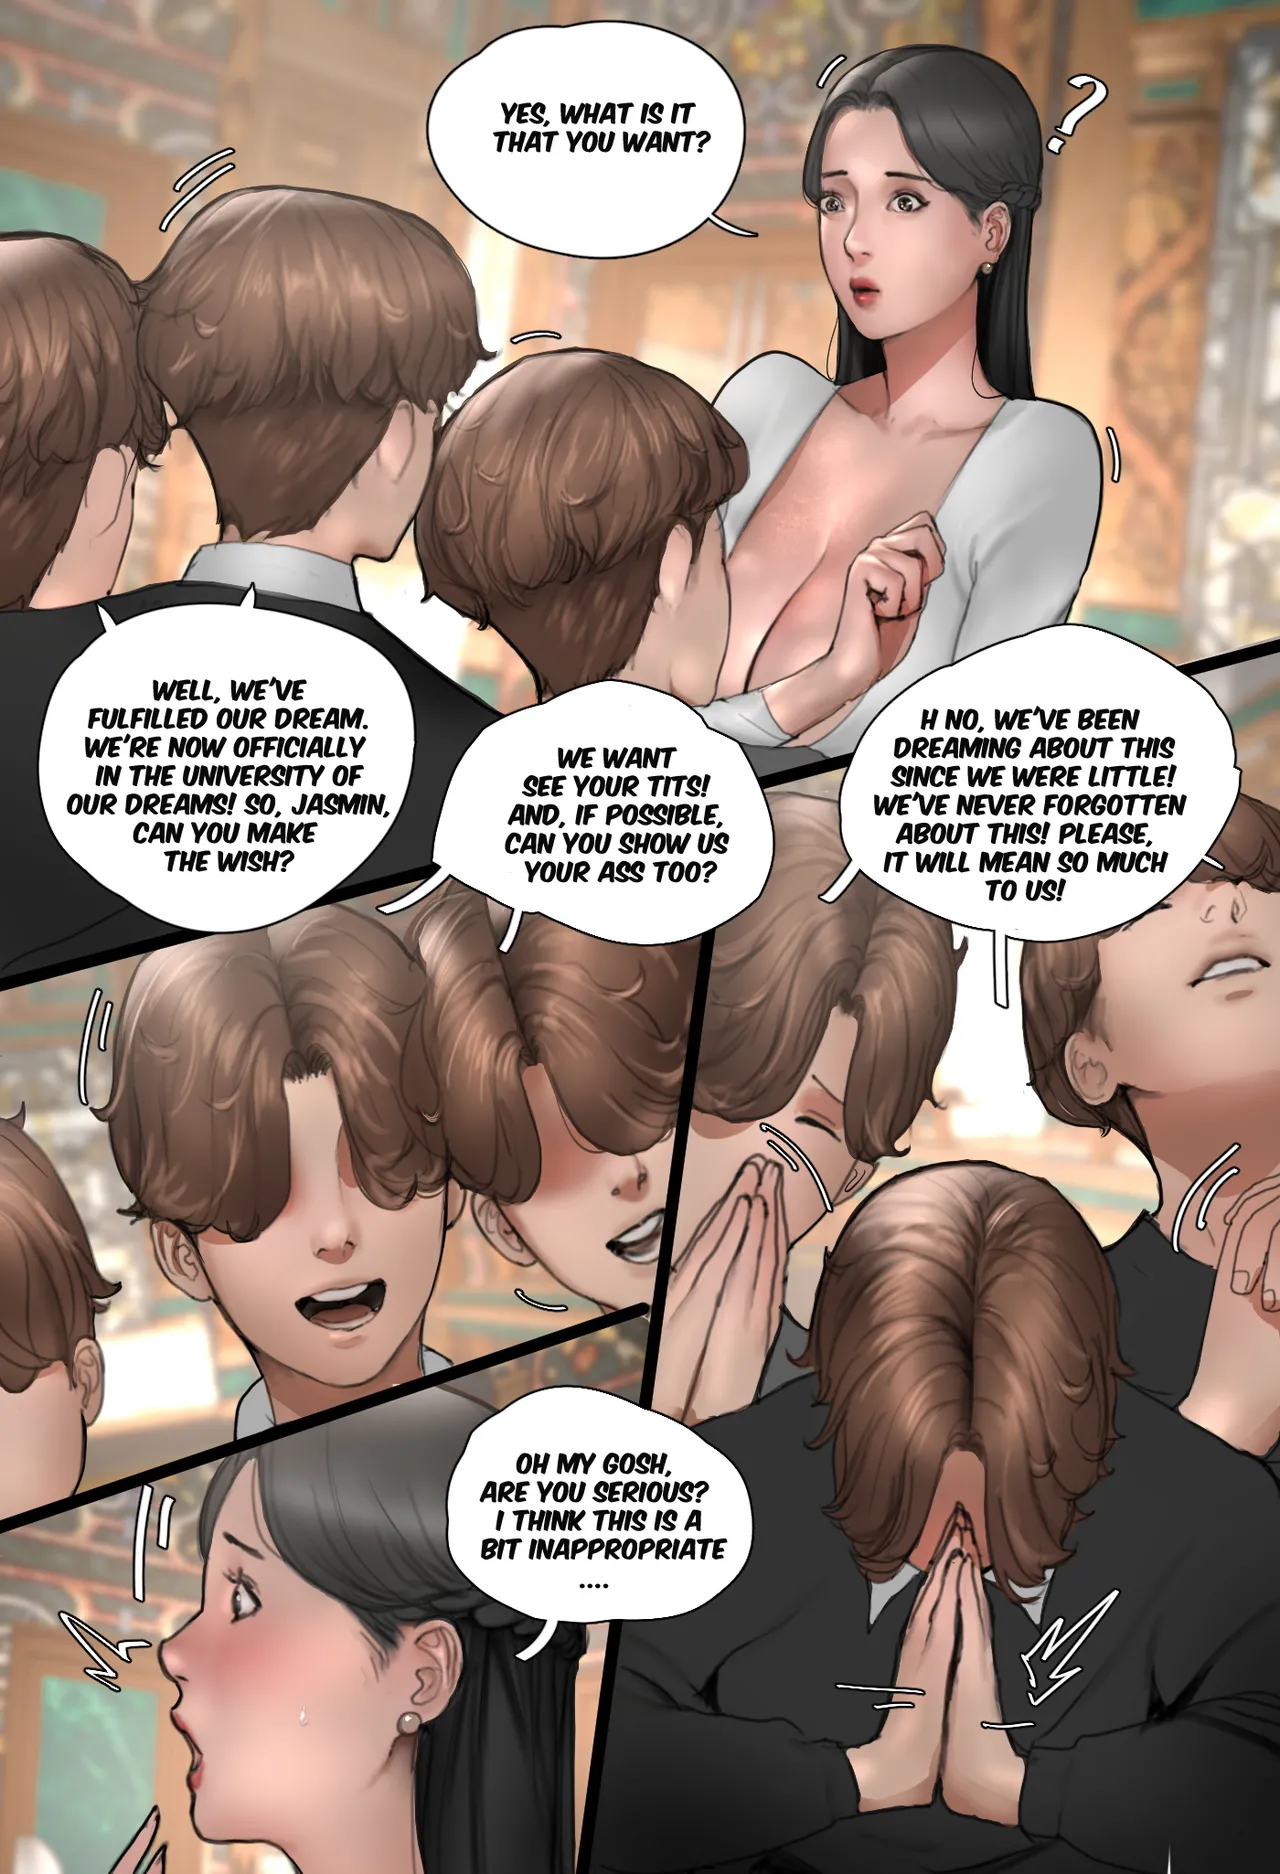 YES, WHAT IS IT
THAT YOU WANT?
?
WELL, WE'VE
FULFILLED OUR DREAM.
WE'RE NOW OFFICIALLY
IN THE UNIVERSITY OF
OUR DREAMS! SO, JASMIN,
CAN YOU MAKE
THE WISH?
WE WANT
SEE YOUR TITS!
AND, IF POSSIBLE,
CAN YOU SHOW US
YOUR ASS TOO?
H NO, WE'VE BEEN
DREAMING ABOUT THIS
SINCE WE WERE LITTLE!
WE'VE NEVER FORGOTTEN
ABOUT THIS! PLEASE,
IT WILL MEAN SO MUCH
TO US!
OH MY GOSH,
ARE YOU SERIOUS?
I THINK THIS IS A
BIT INAPPROPRIATE
....